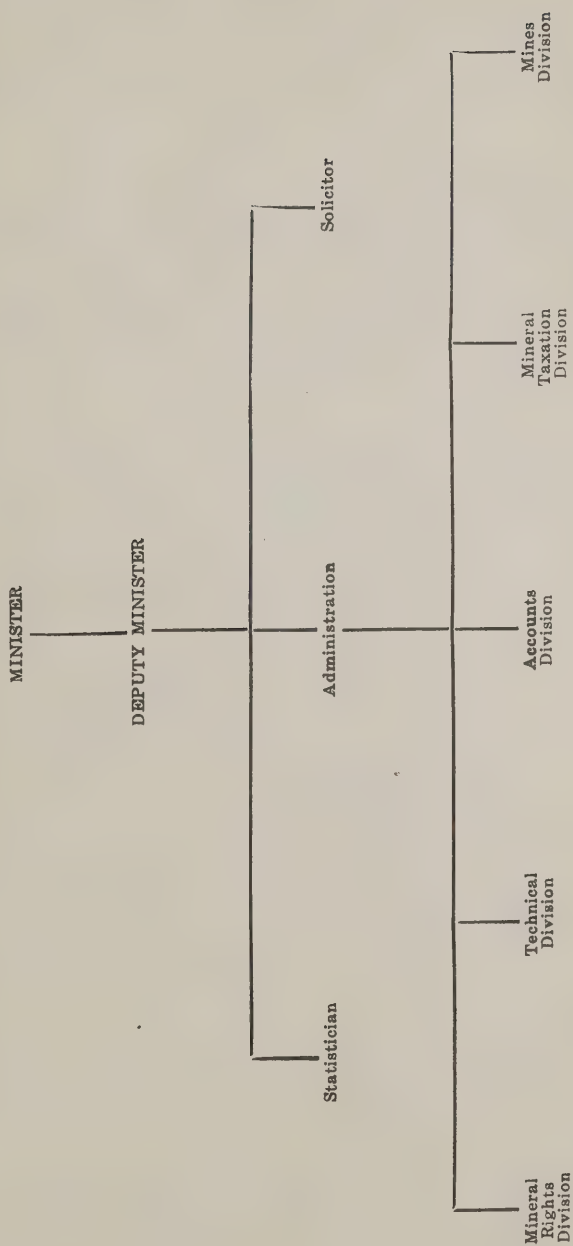 MINISTER
DEPUTY MINISTER
Statistician
Administration
Solicitor
Mineral
Rights
Division
Technical
Division
Accounts
Division
Mineral
Taxation
Division
Mines
Division